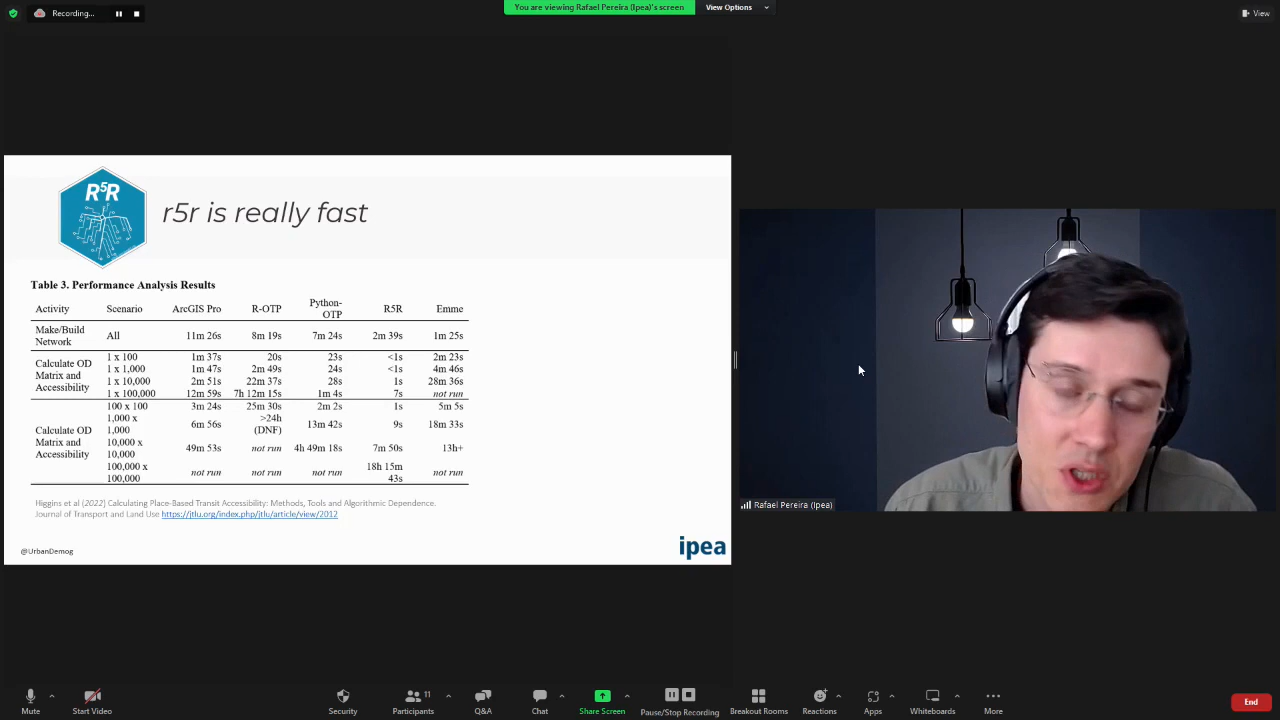 Recording...
You are viewing Rafael Pereira (Ipea)'s screen
View Options
View
R5R
r5r is really fast
Table 3. Performance Analysis Results
Activity Scenario ArcGIS Pro R-OTP Python-OTP R5R Emme
Make/Build Network All 11m 26s 8m 19s 7m 24s 2m 39s 1m 25s
Calculate OD Matrix and Accessibility
1 x 100 1m 37s 20s 23s <1s 2m 23s
1 x 1,000 1m 47s 2m 49s 24s <1s 4m 46s
1 x 10,000 2m 51s 22m 37s 28s 1s 28m 36s
1 x 100,000 12m 59s 7h 12m 15s 1m 4s 7s not run
Calculate OD Matrix and Accessibility
100 x 100 3m 24s 25m 30s 2m 2s 1s 5m 5s
1,000 x 1,000 6m 56s >24h (DNF) 13m 42s 9s 18m 33s
10,000 x 10,000 49m 53s not run 4h 49m 18s 7m 50s 13h+
100,000 x 100,000 not run not run not run 18h 15m 43s not run
Higgins et al (2022) Calculating Place-Based Transit Accessibility: Methods, Tools and Algorithmic Dependence.
Journal of Transport and Land Use https://jtlu.org/index.php/jtlu/article/view/2012
@UrbanDemog
ipea
Rafael Pereira (Ipea)
Mute
Start Video
Security
Participants
11
Q&A
Chat
Share Screen
Pause/Stop Recording
Breakout Rooms
Reactions
Apps
Whiteboards
More
End